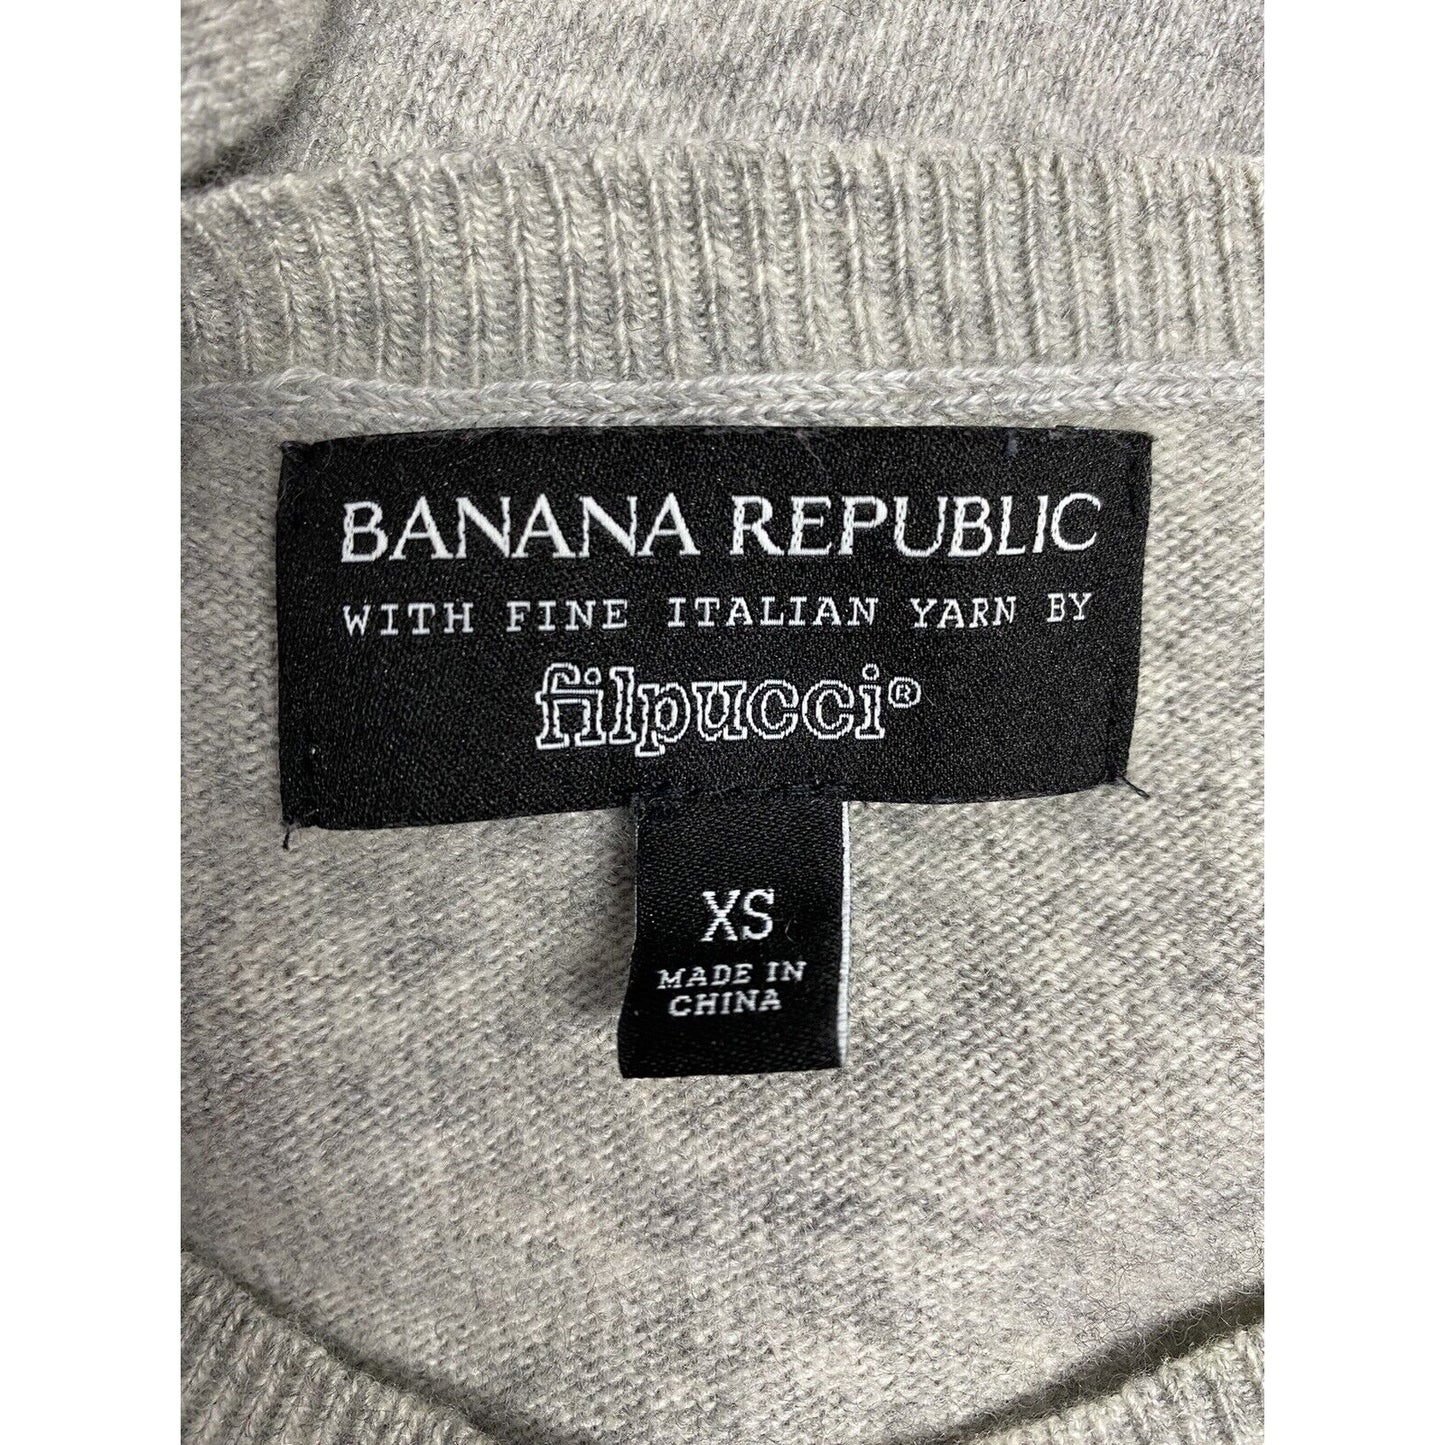 BANANA REPUBLIC
WITH FINE ITALIAN YARN BY
filpucci®
XS
MADE IN
CHINA